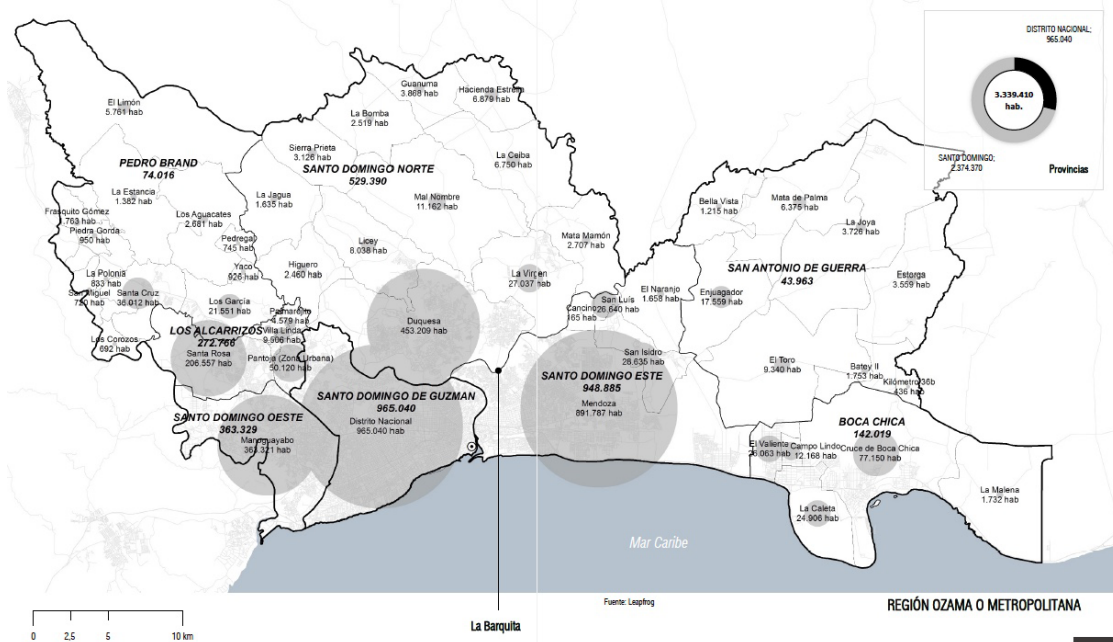 DISTRITO NACIONAL;
965.040
3.339.410
hab.
SANTO DOMINGO;
2.374.370
Provincias
Guanuma
3.868 hab
Hacienda Estrella
6.879 hab
El Limón
5.761 hab
La Bomba
2.519 hab
Sierra Prieta
3.126 hab
La Ceiba
6.750 hab
PEDRO BRAND
74.016
SANTO DOMINGO NORTE
529.390
La Estancia
1.382 hab
La Jagua
1.635 hab
Mal Nombre
11.162 hab
Bella Vista
1.215 hab
Mata de Palma
6.375 hab
Frasquito Gómez
1.763 hab
Piedra Gorda
950 hab
Los Aguacates
2.681 hab
La Joya
3.726 hab
Pedregal
745 hab
Licey
8.038 hab
Mata Mamón
2.707 hab
La Polonia
833 hab
Yaco
926 hab
Higuero
2.460 hab
La Virgen
27.037 hab
SAN ANTONIO DE GUERRA
43.963
Estorga
3.559 hab
San Miguel
Santa Cruz
36.012 hab
Los García
21.551 hab
El Naranjo
1.658 hab
Enjuagador
17.559 hab
San Luís
26.640 hab
Cancino
165 hab
Palmarejito
4.579 hab
Duquesa
453.209 hab
Los Corozos
692 hab
LOS ALCARRIZOS
272.766
Villa Linda
9.906 hab
Santa Rosa
206.557 hab
Pantoja (Zona Urbana)
50.120 hab
San Isidro
28.635 hab
El Toro
9.340 hab
Batey II
1.753 hab
Kilómetro 36b
436 hab
SANTO DOMINGO ESTE
948.885
Mendoza
891.787 hab
SANTO DOMINGO DE GUZMAN
965.040
Distrito Nacional
965.040 hab
SANTO DOMINGO OESTE
363.329
Manoguayabo
363.321 hab
BOCA CHICA
142.019
El Valiente
26.063 hab
Campo Lindo
12.168 hab
Cruce de Boca Chica
77.150 hab
La Malena
1.732 hab
La Caleta
24.906 hab
Mar Caribe
Fuente: Leapfrog
REGIÓN OZAMA O METROPOLITANA
La Barquita
0 2,5 5 10 km